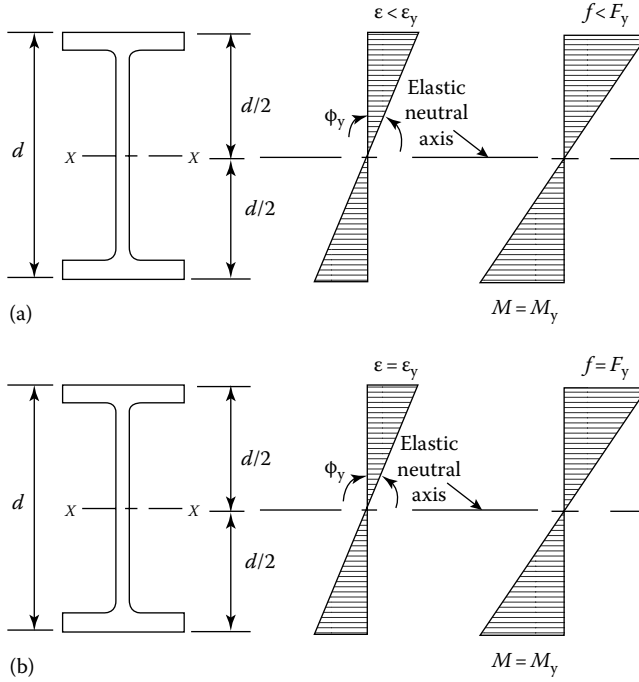 ε < εy
f < Fy
d/2
Elastic
neutral
axis
ϕy
d
X
X
d/2
(a)
M = My
ε = εy
f = Fy
d/2
Elastic
neutral
axis
ϕy
d
X
X
d/2
(b)
M = My